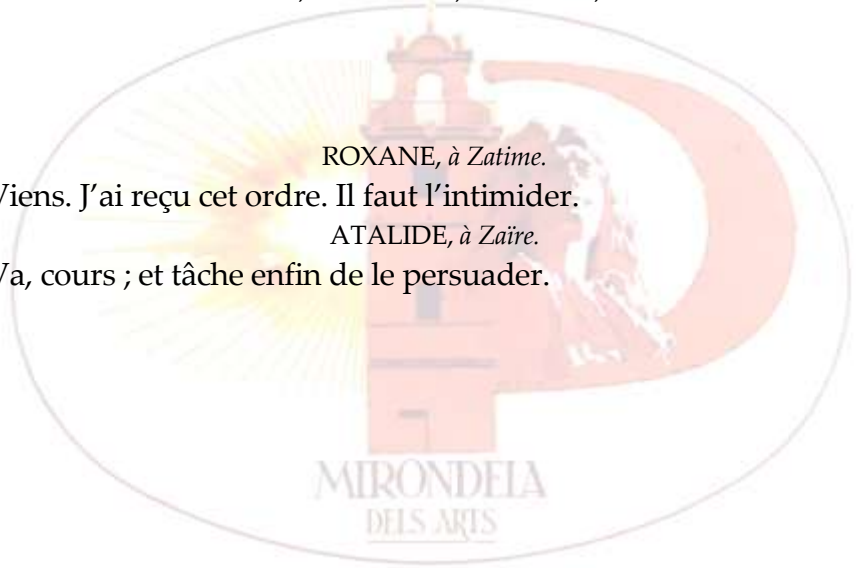 ROXANE, à Zatime.
Viens. J’ai reçu cet ordre. Il faut l’intimider.
ATALIDE, à Zaïre.
Va, cours ; et tâche enfin de le persuader.
MIRONDELA
DELS ARTS